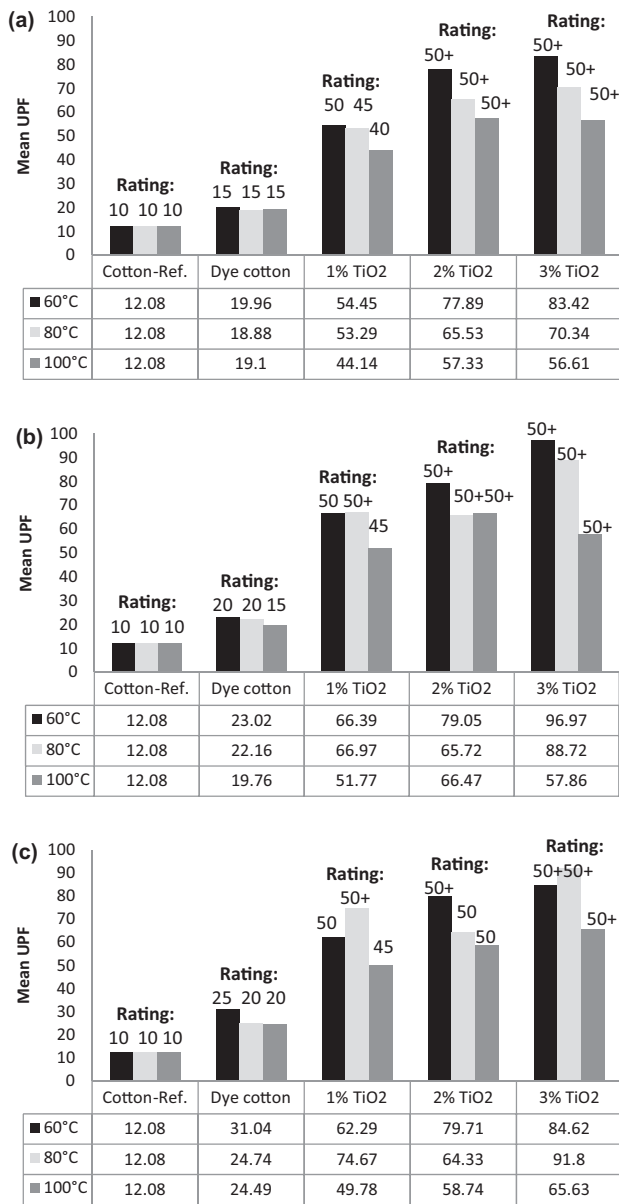 (a)
100
90
80
70
60
50
40
30
20
10
0
Mean UPF
Rating:
10 10 10
Rating:
15 15 15
Rating:
50 45 40
Rating:
50+ 50+ 50+
Rating:
50+ 50+ 50+
Cotton-Ref. Dye cotton 1% TiO2 2% TiO2 3% TiO2
60°C 12.08 19.96 54.45 77.89 83.42
80°C 12.08 18.88 53.29 65.53 70.34
100°C 12.08 19.1 44.14 57.33 56.61
(b)
100
90
80
70
60
50
40
30
20
10
0
Mean UPF
Rating:
10 10 10
Rating:
20 20 15
Rating:
50 50+ 45
Rating:
50+ 50+ 50+
50+ 50+ 50+
Cotton-Ref. Dye cotton 1% TiO2 2% TiO2 3% TiO2
60°C 12.08 23.02 66.39 79.05 96.97
80°C 12.08 22.16 66.97 65.72 88.72
100°C 12.08 19.76 51.77 66.47 57.86
(c)
100
90
80
70
60
50
40
30
20
10
0
Mean UPF
Rating:
10 10 10
Rating:
25 20 20
Rating:
50 50+ 45
Rating:
50+ 50 50
Rating:
50+ 50+ 50+
Cotton-Ref. Dye cotton 1% TiO2 2% TiO2 3% TiO2
60°C 12.08 31.04 62.29 79.71 84.62
80°C 12.08 24.74 74.67 64.33 91.8
100°C 12.08 24.49 49.78 58.74 65.63